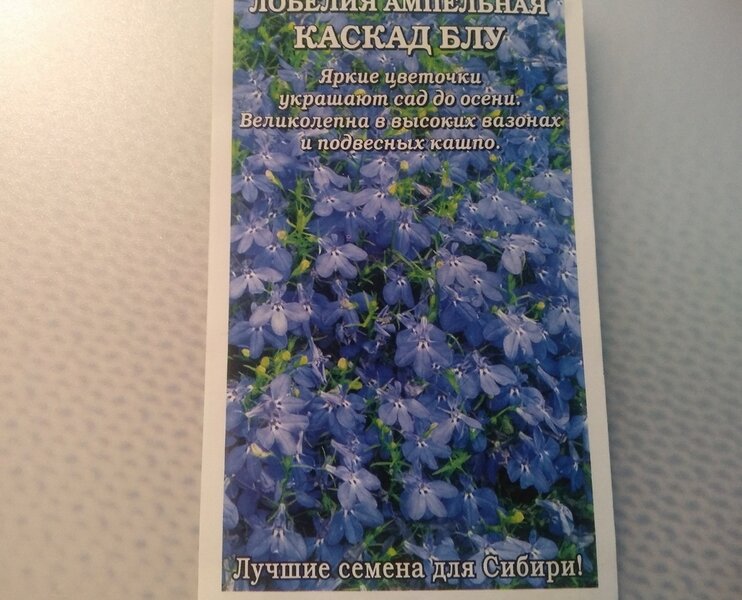 ЛОБЕЛИЯ АМПЕЛЬНАЯ
КАСКАД БЛУ
Яркие цветочки
украшают сад до осени.
Великолепна в высоких вазонах
и подвесных кашпо.
Лучшие семена для Сибири!